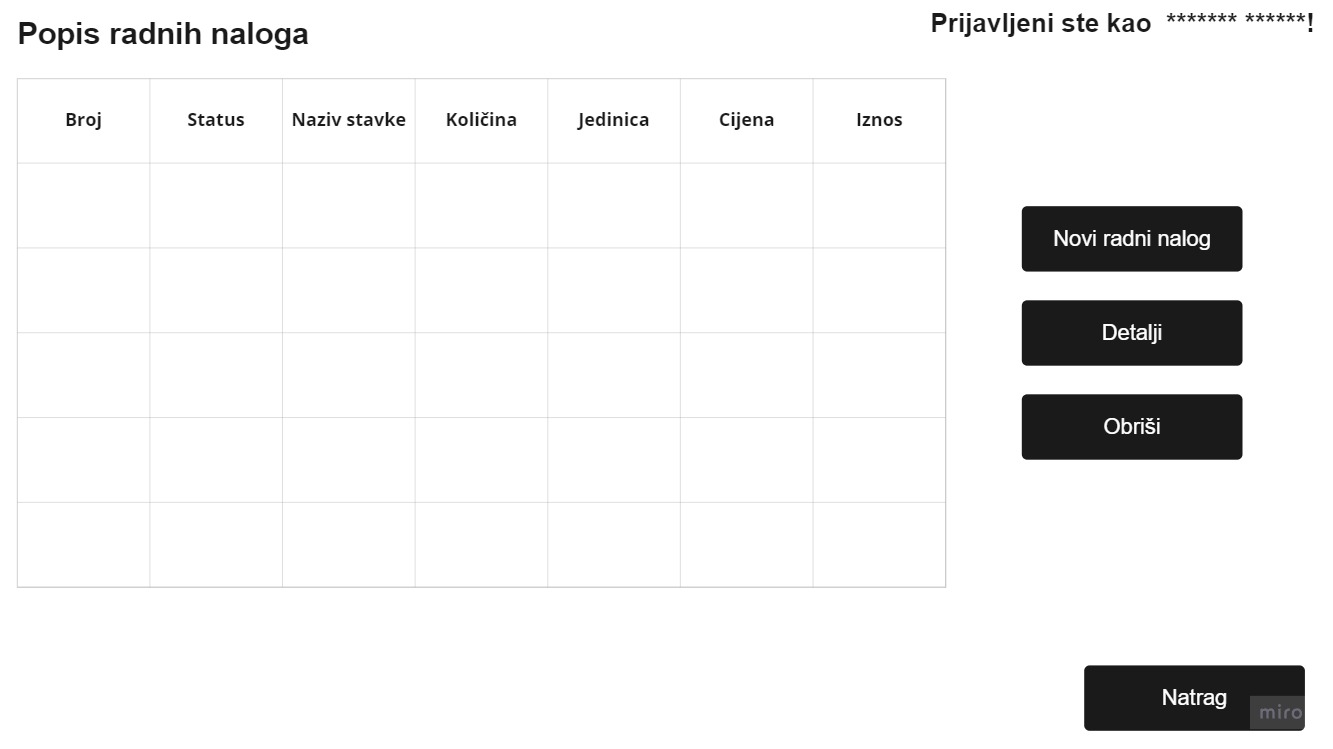 Popis radnih naloga
Prijavljeni ste kao ******* ******!
Broj Status Naziv stavke Količina Jedinica Cijena Iznos
Novi radni nalog
Detalji
Obriši
Natrag
miro